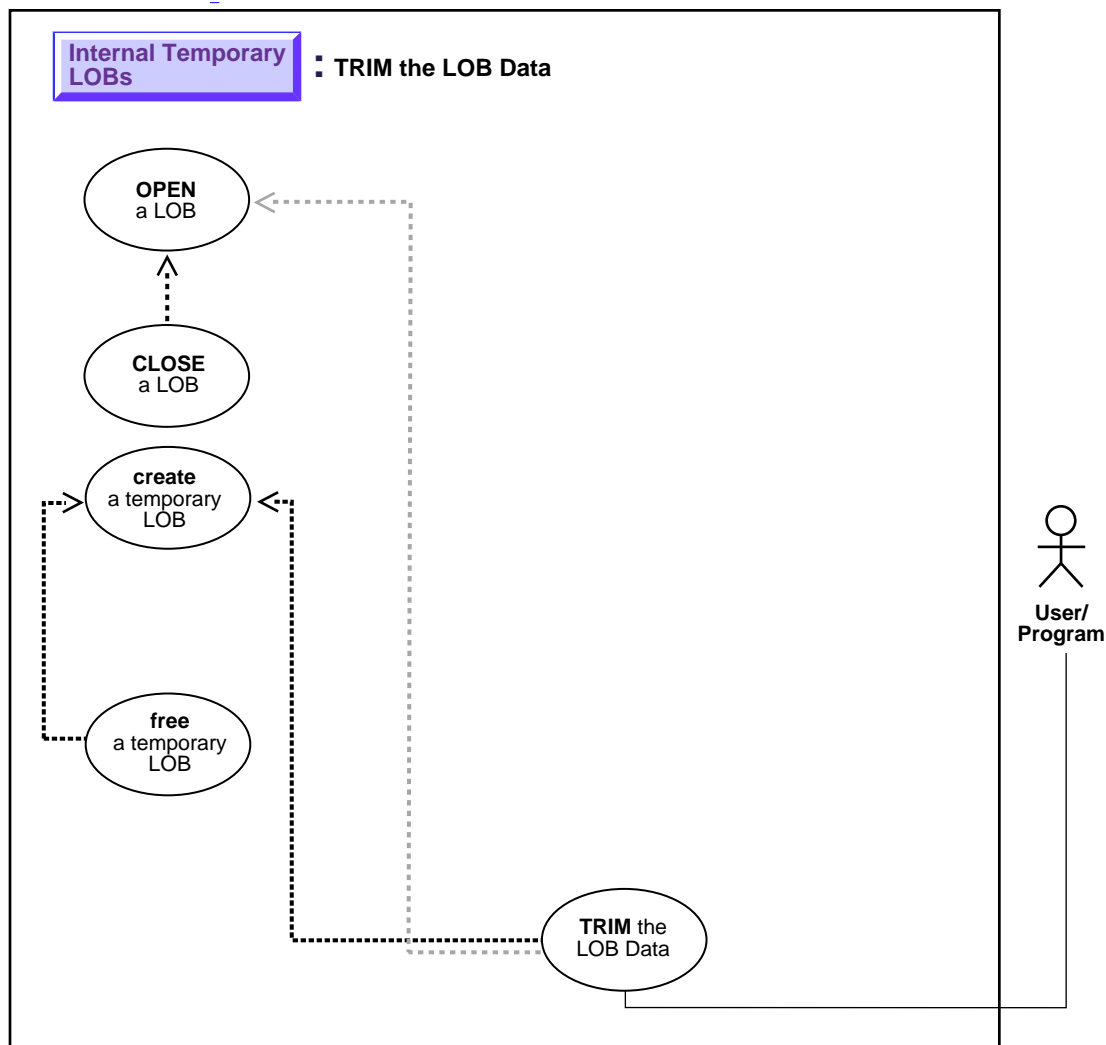 Internal Temporary
LOBs
: TRIM the LOB Data
OPEN
a LOB
CLOSE
a LOB
create
a temporary
LOB
User/
Program
free
a temporary
LOB
TRIM the
LOB Data